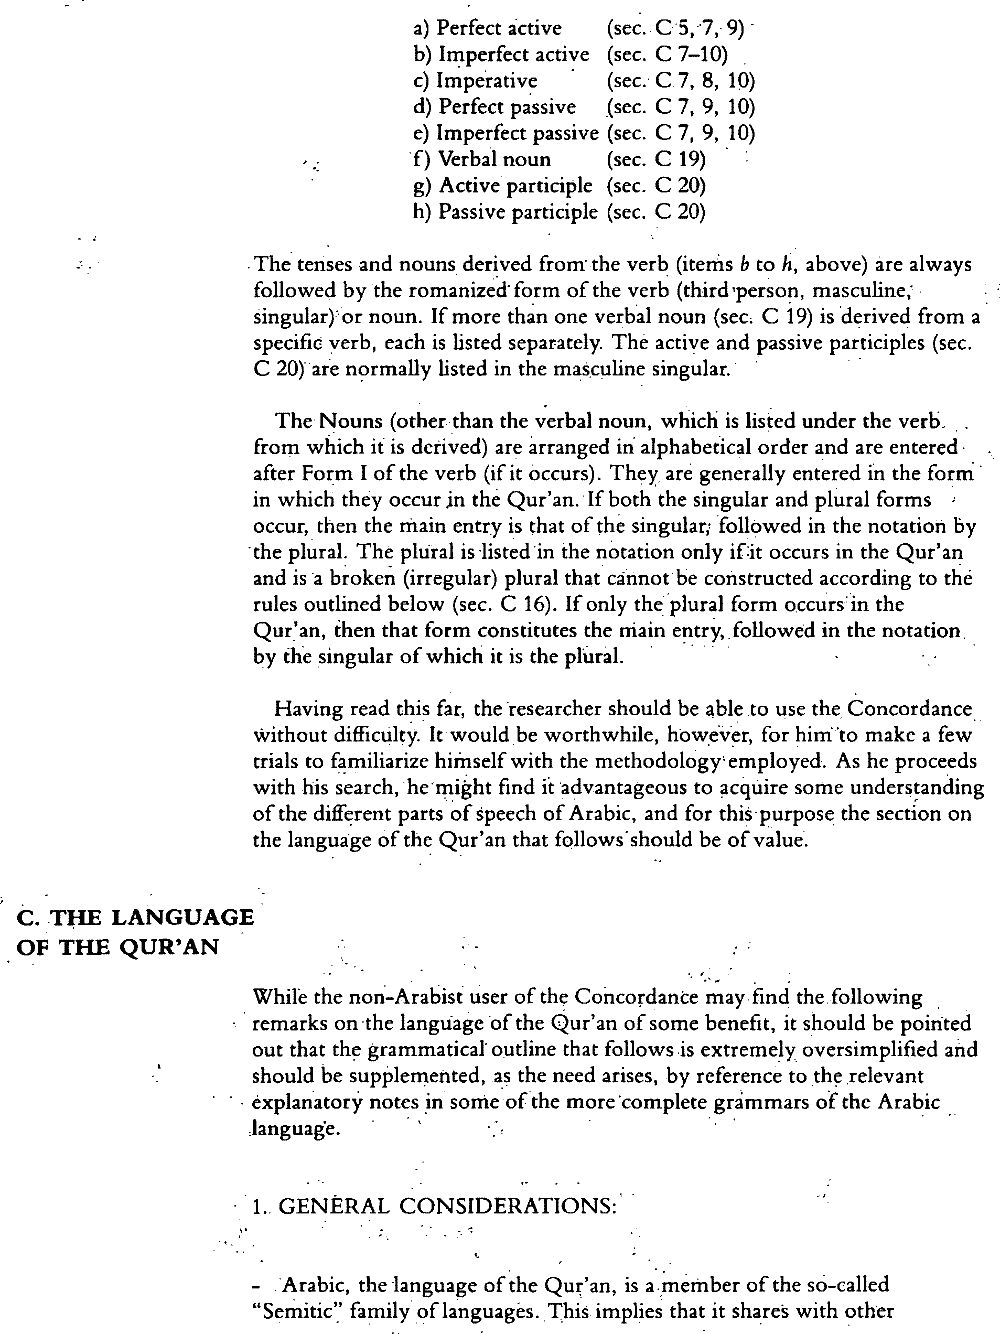 a) Perfect active (sec. C 5, 7, 9)
b) Imperfect active (sec. C 7–10)
c) Imperative (sec. C 7, 8, 10)
d) Perfect passive (sec. C 7, 9, 10)
e) Imperfect passive (sec. C 7, 9, 10)
f) Verbal noun (sec. C 19)
g) Active participle (sec. C 20)
h) Passive participle (sec. C 20)
The tenses and nouns derived from the verb (items b to h, above) are always
followed by the romanized form of the verb (third person, masculine,
singular) or noun. If more than one verbal noun (sec. C 19) is derived from a
specific verb, each is listed separately. The active and passive participles (sec.
C 20) are normally listed in the masculine singular.
The Nouns (other than the verbal noun, which is listed under the verb
from which it is derived) are arranged in alphabetical order and are entered
after Form I of the verb (if it occurs). They are generally entered in the form
in which they occur in the Qur'an. If both the singular and plural forms
occur, then the main entry is that of the singular, followed in the notation by
the plural. The plural is listed in the notation only if it occurs in the Qur'an
and is a broken (irregular) plural that cannot be constructed according to the
rules outlined below (sec. C 16). If only the plural form occurs in the
Qur'an, then that form constitutes the main entry, followed in the notation
by the singular of which it is the plural.
Having read this far, the researcher should be able to use the Concordance
without difficulty. It would be worthwhile, however, for him to make a few
trials to familiarize himself with the methodology employed. As he proceeds
with his search, he might find it advantageous to acquire some understanding
of the different parts of speech of Arabic, and for this purpose the section on
the language of the Qur'an that follows should be of value.
C. THE LANGUAGE
OF THE QUR'AN
While the non-Arabist user of the Concordance may find the following
remarks on the language of the Qur'an of some benefit, it should be pointed
out that the grammatical outline that follows is extremely oversimplified and
should be supplemented, as the need arises, by reference to the relevant
explanatory notes in some of the more complete grammars of the Arabic
language.
1. GENERAL CONSIDERATIONS:
- Arabic, the language of the Qur'an, is a member of the so-called
"Semitic" family of languages. This implies that it shares with other